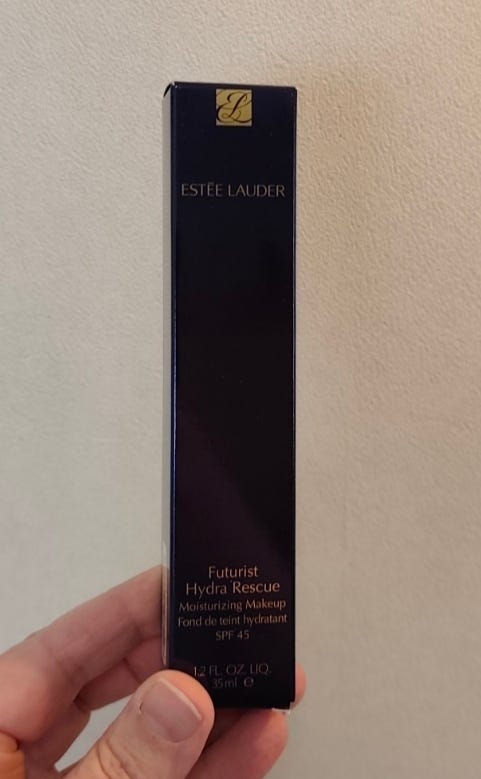 EL
ESTĒE LAUDER
Futurist
Hydra Rescue
Moisturizing Makeup
Fond de teint hydratant
SPF 45
1.2 FL. OZ. LIQ.
35ml ℮